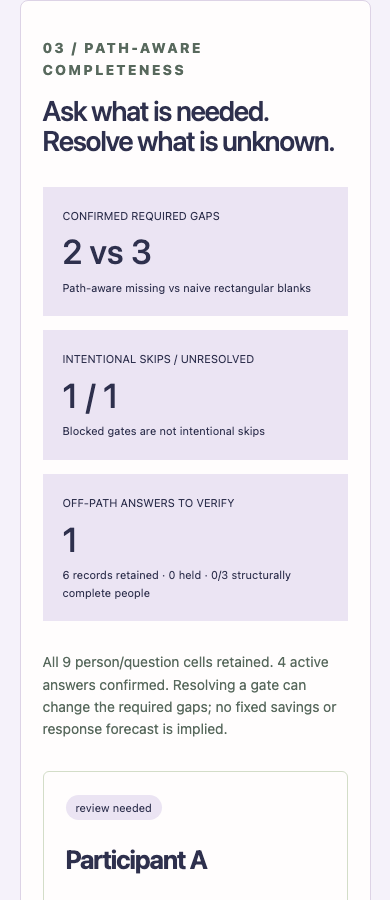 03 / PATH-AWARE
COMPLETENESS
Ask what is needed.
Resolve what is unknown.
CONFIRMED REQUIRED GAPS
2 vs 3
Path-aware missing vs naive rectangular blanks
INTENTIONAL SKIPS / UNRESOLVED
1 / 1
Blocked gates are not intentional skips
OFF-PATH ANSWERS TO VERIFY
1
6 records retained · 0 held · 0/3 structurally
complete people
All 9 person/question cells retained. 4 active
answers confirmed. Resolving a gate can
change the required gaps; no fixed savings or
response forecast is implied.
review needed
Participant A